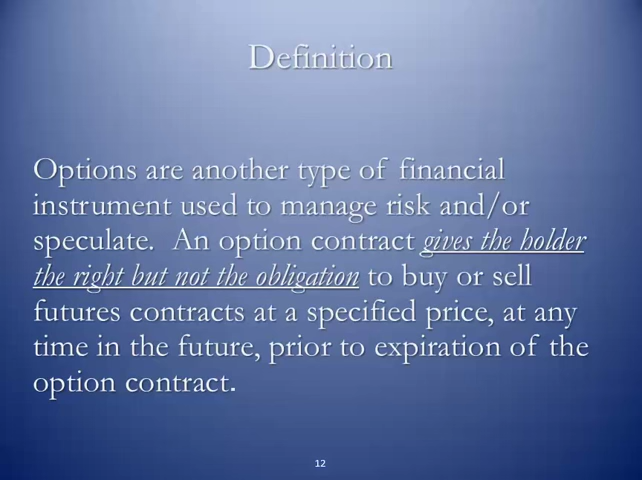 Definition
Options are another type of financial
instrument used to manage risk and/or
speculate.  An option contract gives the holder
the right but not the obligation to buy or sell
futures contracts at a specified price, at any
time in the future, prior to expiration of the
option contract.
12